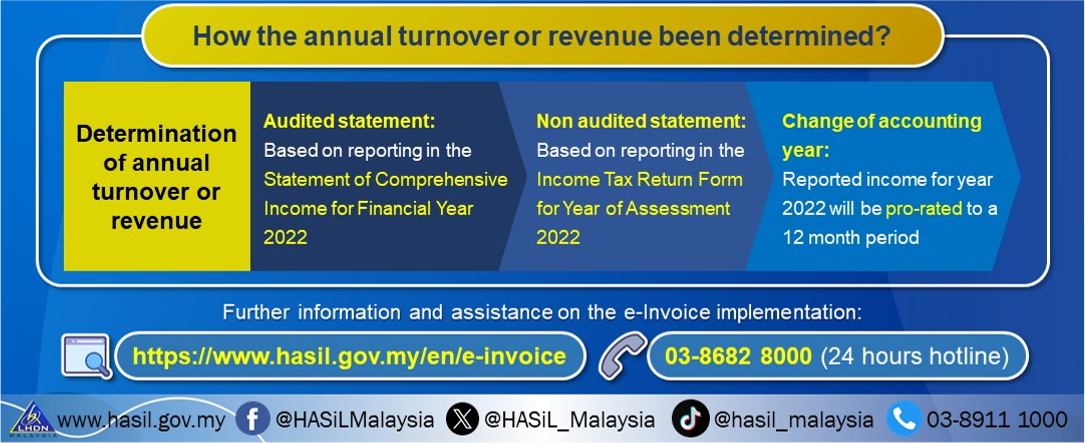 How the annual turnover or revenue been determined?
Determination
of annual
turnover or
revenue
Audited statement:
Based on reporting in the
Statement of Comprehensive
Income for Financial Year
2022
Non audited statement:
Based on reporting in the
Income Tax Return Form
for Year of Assessment
2022
Change of accounting
year:
Reported income for year
2022 will be pro-rated to a
12 month period
Further information and assistance on the e-Invoice implementation:
https://www.hasil.gov.my/en/e-invoice
03-8682 8000 (24 hours hotline)
LHDN
MALAYSIA
www.hasil.gov.my
@HASiLMalaysia
@HASiL_Malaysia
@hasil_malaysia
03-8911 1000